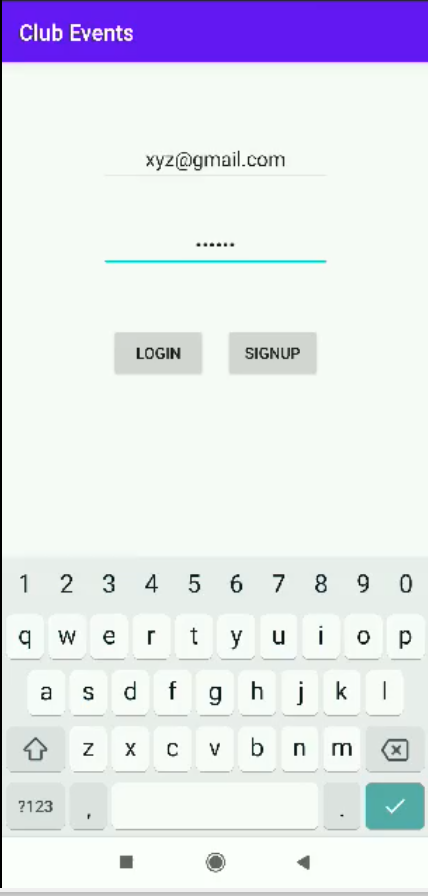 Club Events
xyz@gmail.com
••••••
LOGIN SIGNUP
1 2 3 4 5 6 7 8 9 0
q w e r t y u i o p
a s d f g h j k l
z x c v b n m
?123 , .